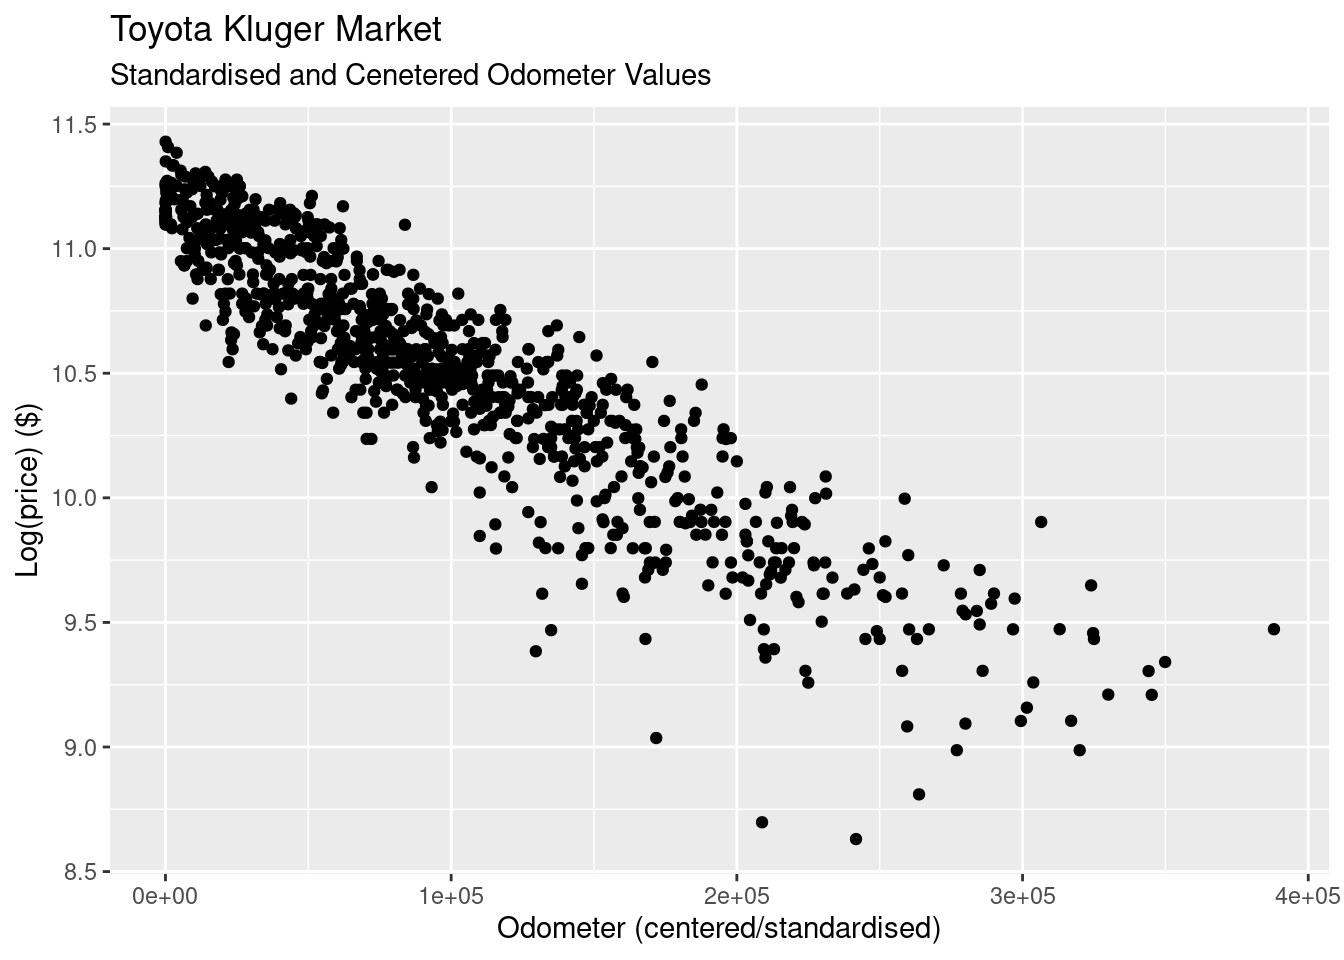 Toyota Kluger Market
Standardised and Cenetered Odometer Values
11.5
11.0
10.5
10.0
9.5
9.0
8.5
Log(price) ($)
0e+00 1e+05 2e+05 3e+05 4e+05
Odometer (centered/standardised)